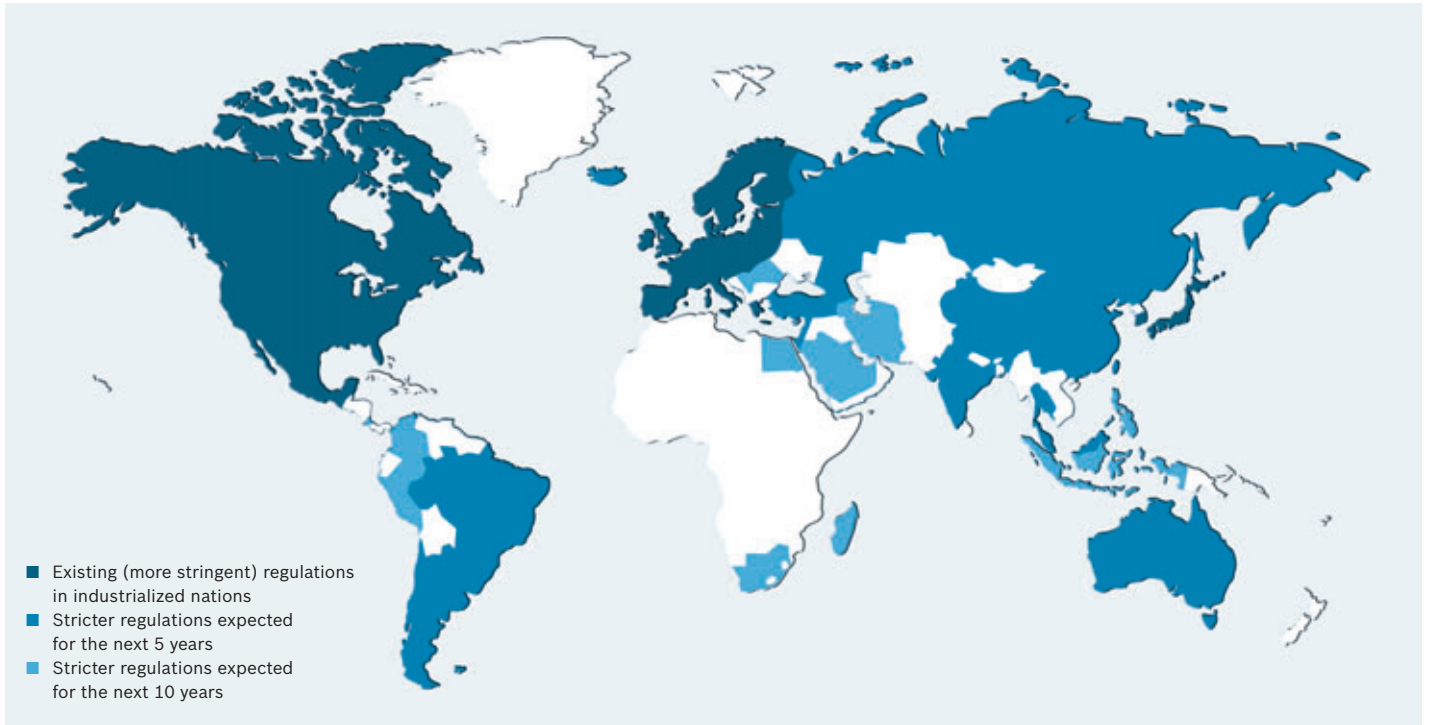 Existing (more stringent) regulations
in industrialized nations
Stricter regulations expected
for the next 5 years
Stricter regulations expected
for the next 10 years